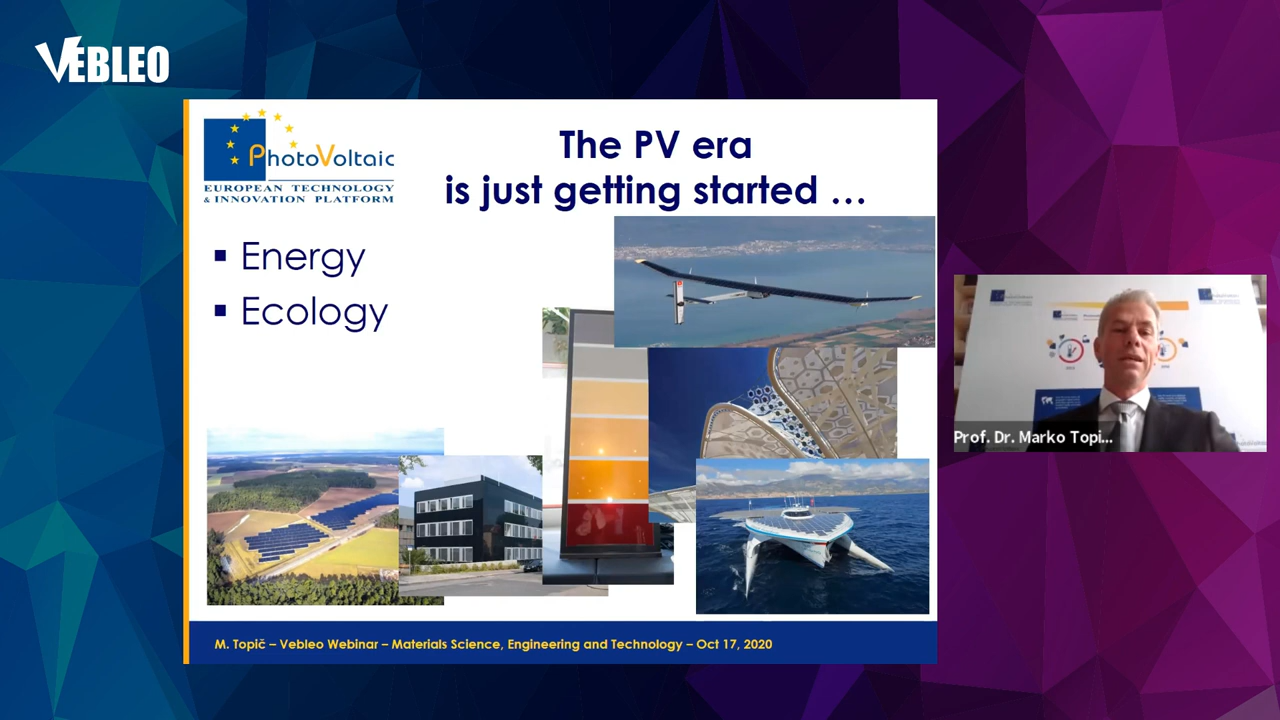 VEBLEO
PhotoVoltaic
EUROPEAN TECHNOLOGY
& INNOVATION PLATFORM
The PV era
is just getting started …
▪ Energy
▪ Ecology
Prof. Dr. Marko Topi...
M. Topič – Vebleo Webinar – Materials Science, Engineering and Technology – Oct 17, 2020